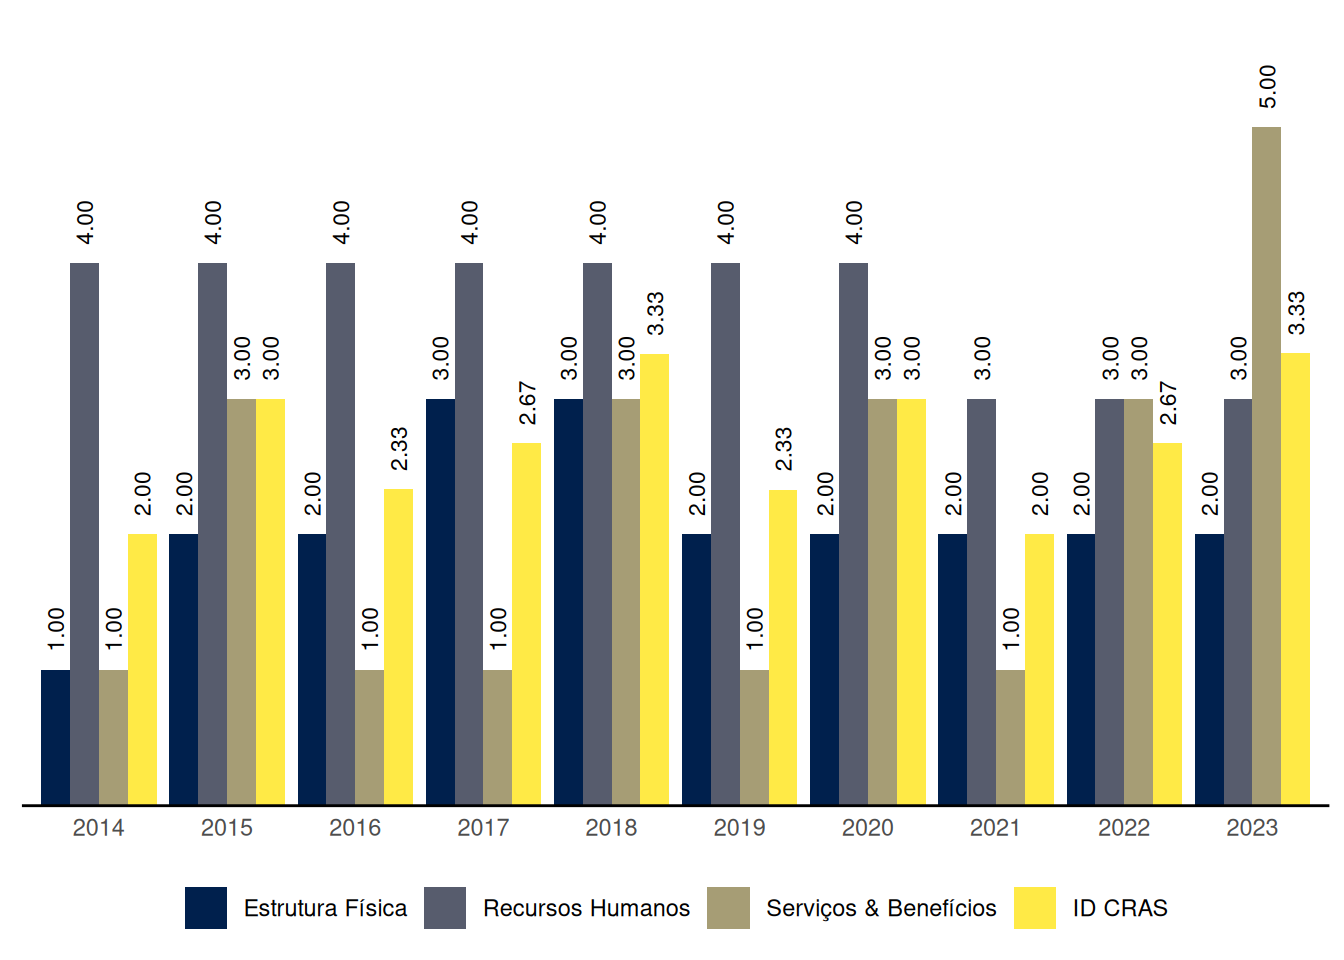 5.00
4.00 4.00 4.00 4.00 4.00 4.00 4.00
3.33 3.33
3.00 3.00 3.00 3.00 3.00 3.00 3.00 3.00 3.00 3.00 3.00
2.67 2.67
2.33 2.33
2.00 2.00 2.00 2.00 2.00 2.00 2.00 2.00 2.00
1.00 1.00 1.00 1.00 1.00 1.00
2014 2015 2016 2017 2018 2019 2020 2021 2022 2023
Estrutura Física Recursos Humanos Serviços & Benefícios ID CRAS